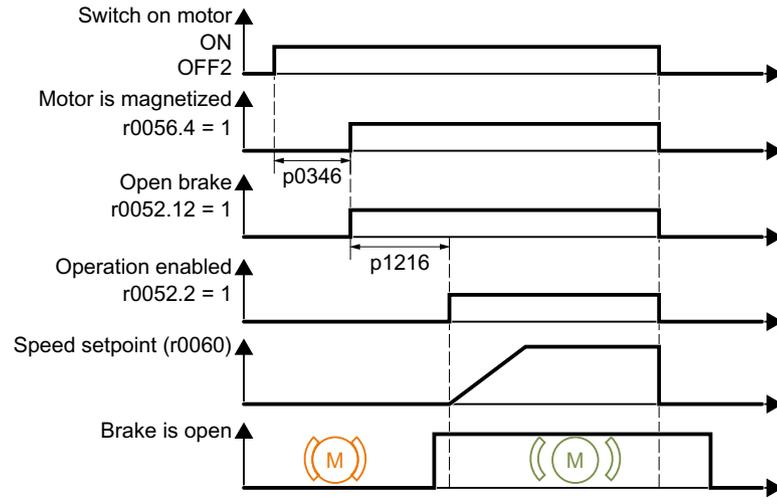 Switch on motor
ON
OFF2
Motor is magnetized
r0056.4 = 1
p0346
Open brake
r0052.12 = 1
p1216
Operation enabled
r0052.2 = 1
Speed setpoint (r0060)
Brake is open
M
M